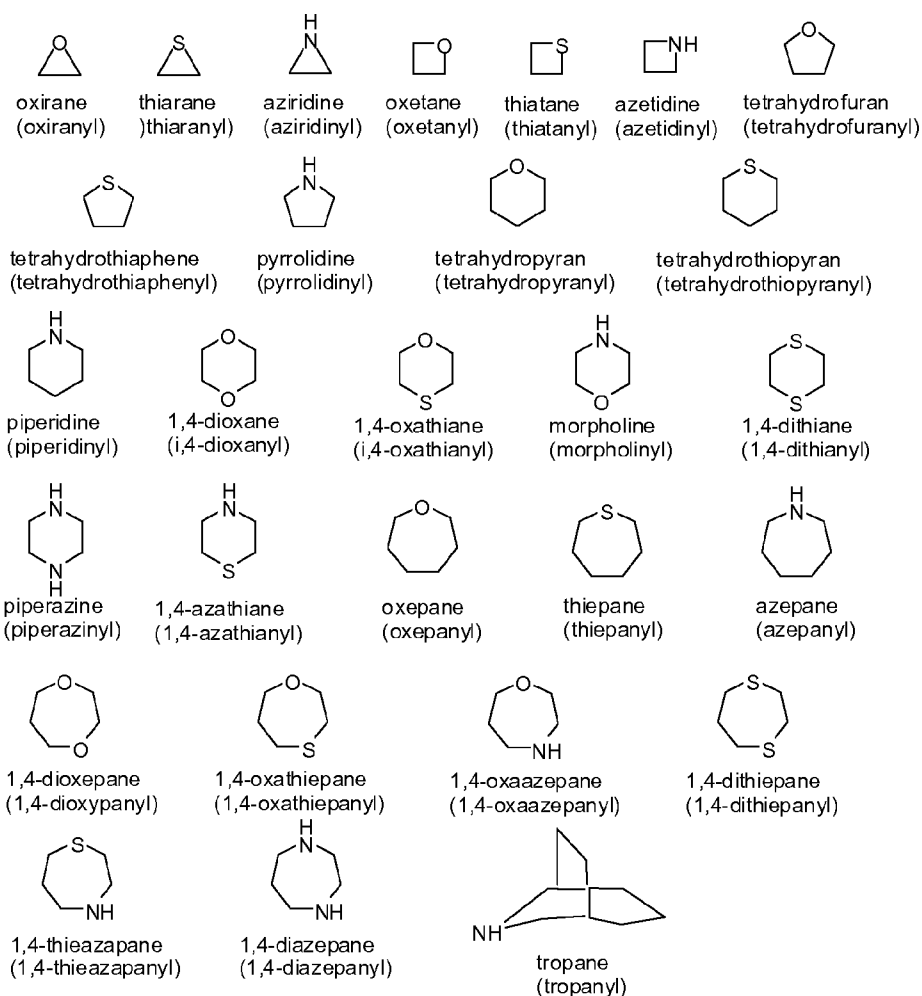 O S H N O S NH O
oxirane thiarane aziridine oxetane thiatane azetidine tetrahydrofuran
(oxiranyl) )thiaranyl) (aziridinyl) (oxetanyl) (thiatanyl) (azetidinyl) (tetrahydrofuranyl)
S H N O S
tetrahydrothiaphene pyrrolidine tetrahydropyran tetrahydrothiopyran
(tetrahydrothiaphenyl) (pyrrolidinyl) (tetrahydropyranyl) (tetrahydrothiopyranyl)
H N O O O S H N O S S
piperidine 1,4-dioxane 1,4-oxathiane morpholine 1,4-dithiane
(piperidinyl) (i,4-dioxanyl) (i,4-oxathianyl) (morpholinyl) (1,4-dithianyl)
H N N H H N S O S H N
piperazine 1,4-azathiane oxepane thiepane azepane
(piperazinyl) (1,4-azathianyl) (oxepanyl) (thiepanyl) (azepanyl)
O O O S O NH S S
1,4-dioxepane 1,4-oxathiepane 1,4-oxaazepane 1,4-dithiepane
(1,4-dioxypanyl) (1,4-oxathiepanyl) (1,4-oxaazepanyl) (1,4-dithiepanyl)
S NH H N NH NH
1,4-thieazapane 1,4-diazepane tropane
(1,4-thieazapanyl) (1,4-diazepanyl) (tropanyl)